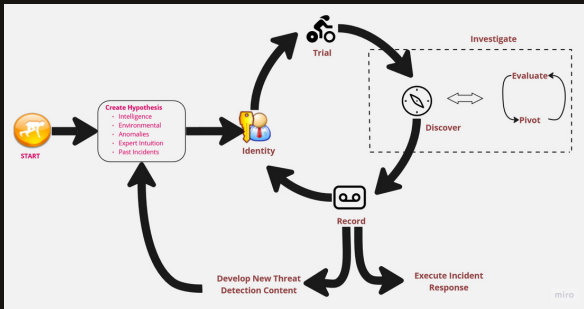 START
Create Hypothesis
- Intelligence
- Environmental
- Anomalies
- Expert Intuition
- Past Incidents
Identity
Trial
Investigate
Discover
Evaluate
Pivot
Record
Develop New Threat
Detection Content
Execute Incident
Response
miro